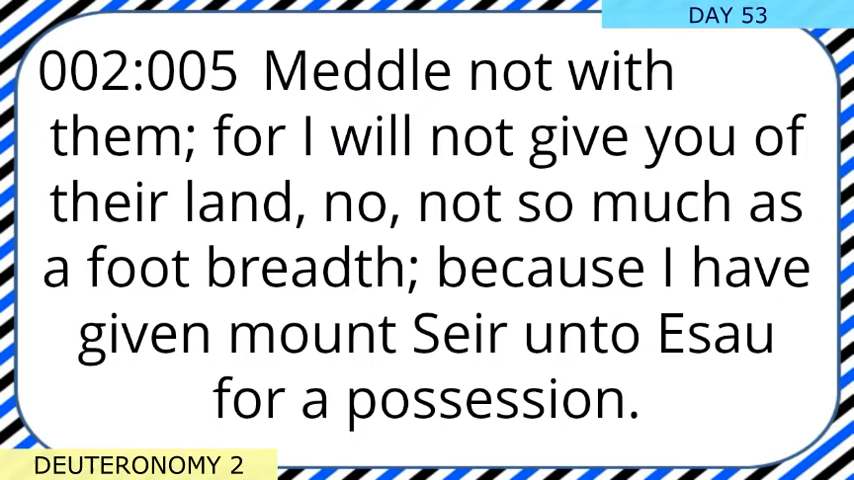 DAY 53
002:005 Meddle not with
them; for I will not give you of
their land, no, not so much as
a foot breadth; because I have
given mount Seir unto Esau
for a possession.
DEUTERONOMY 2